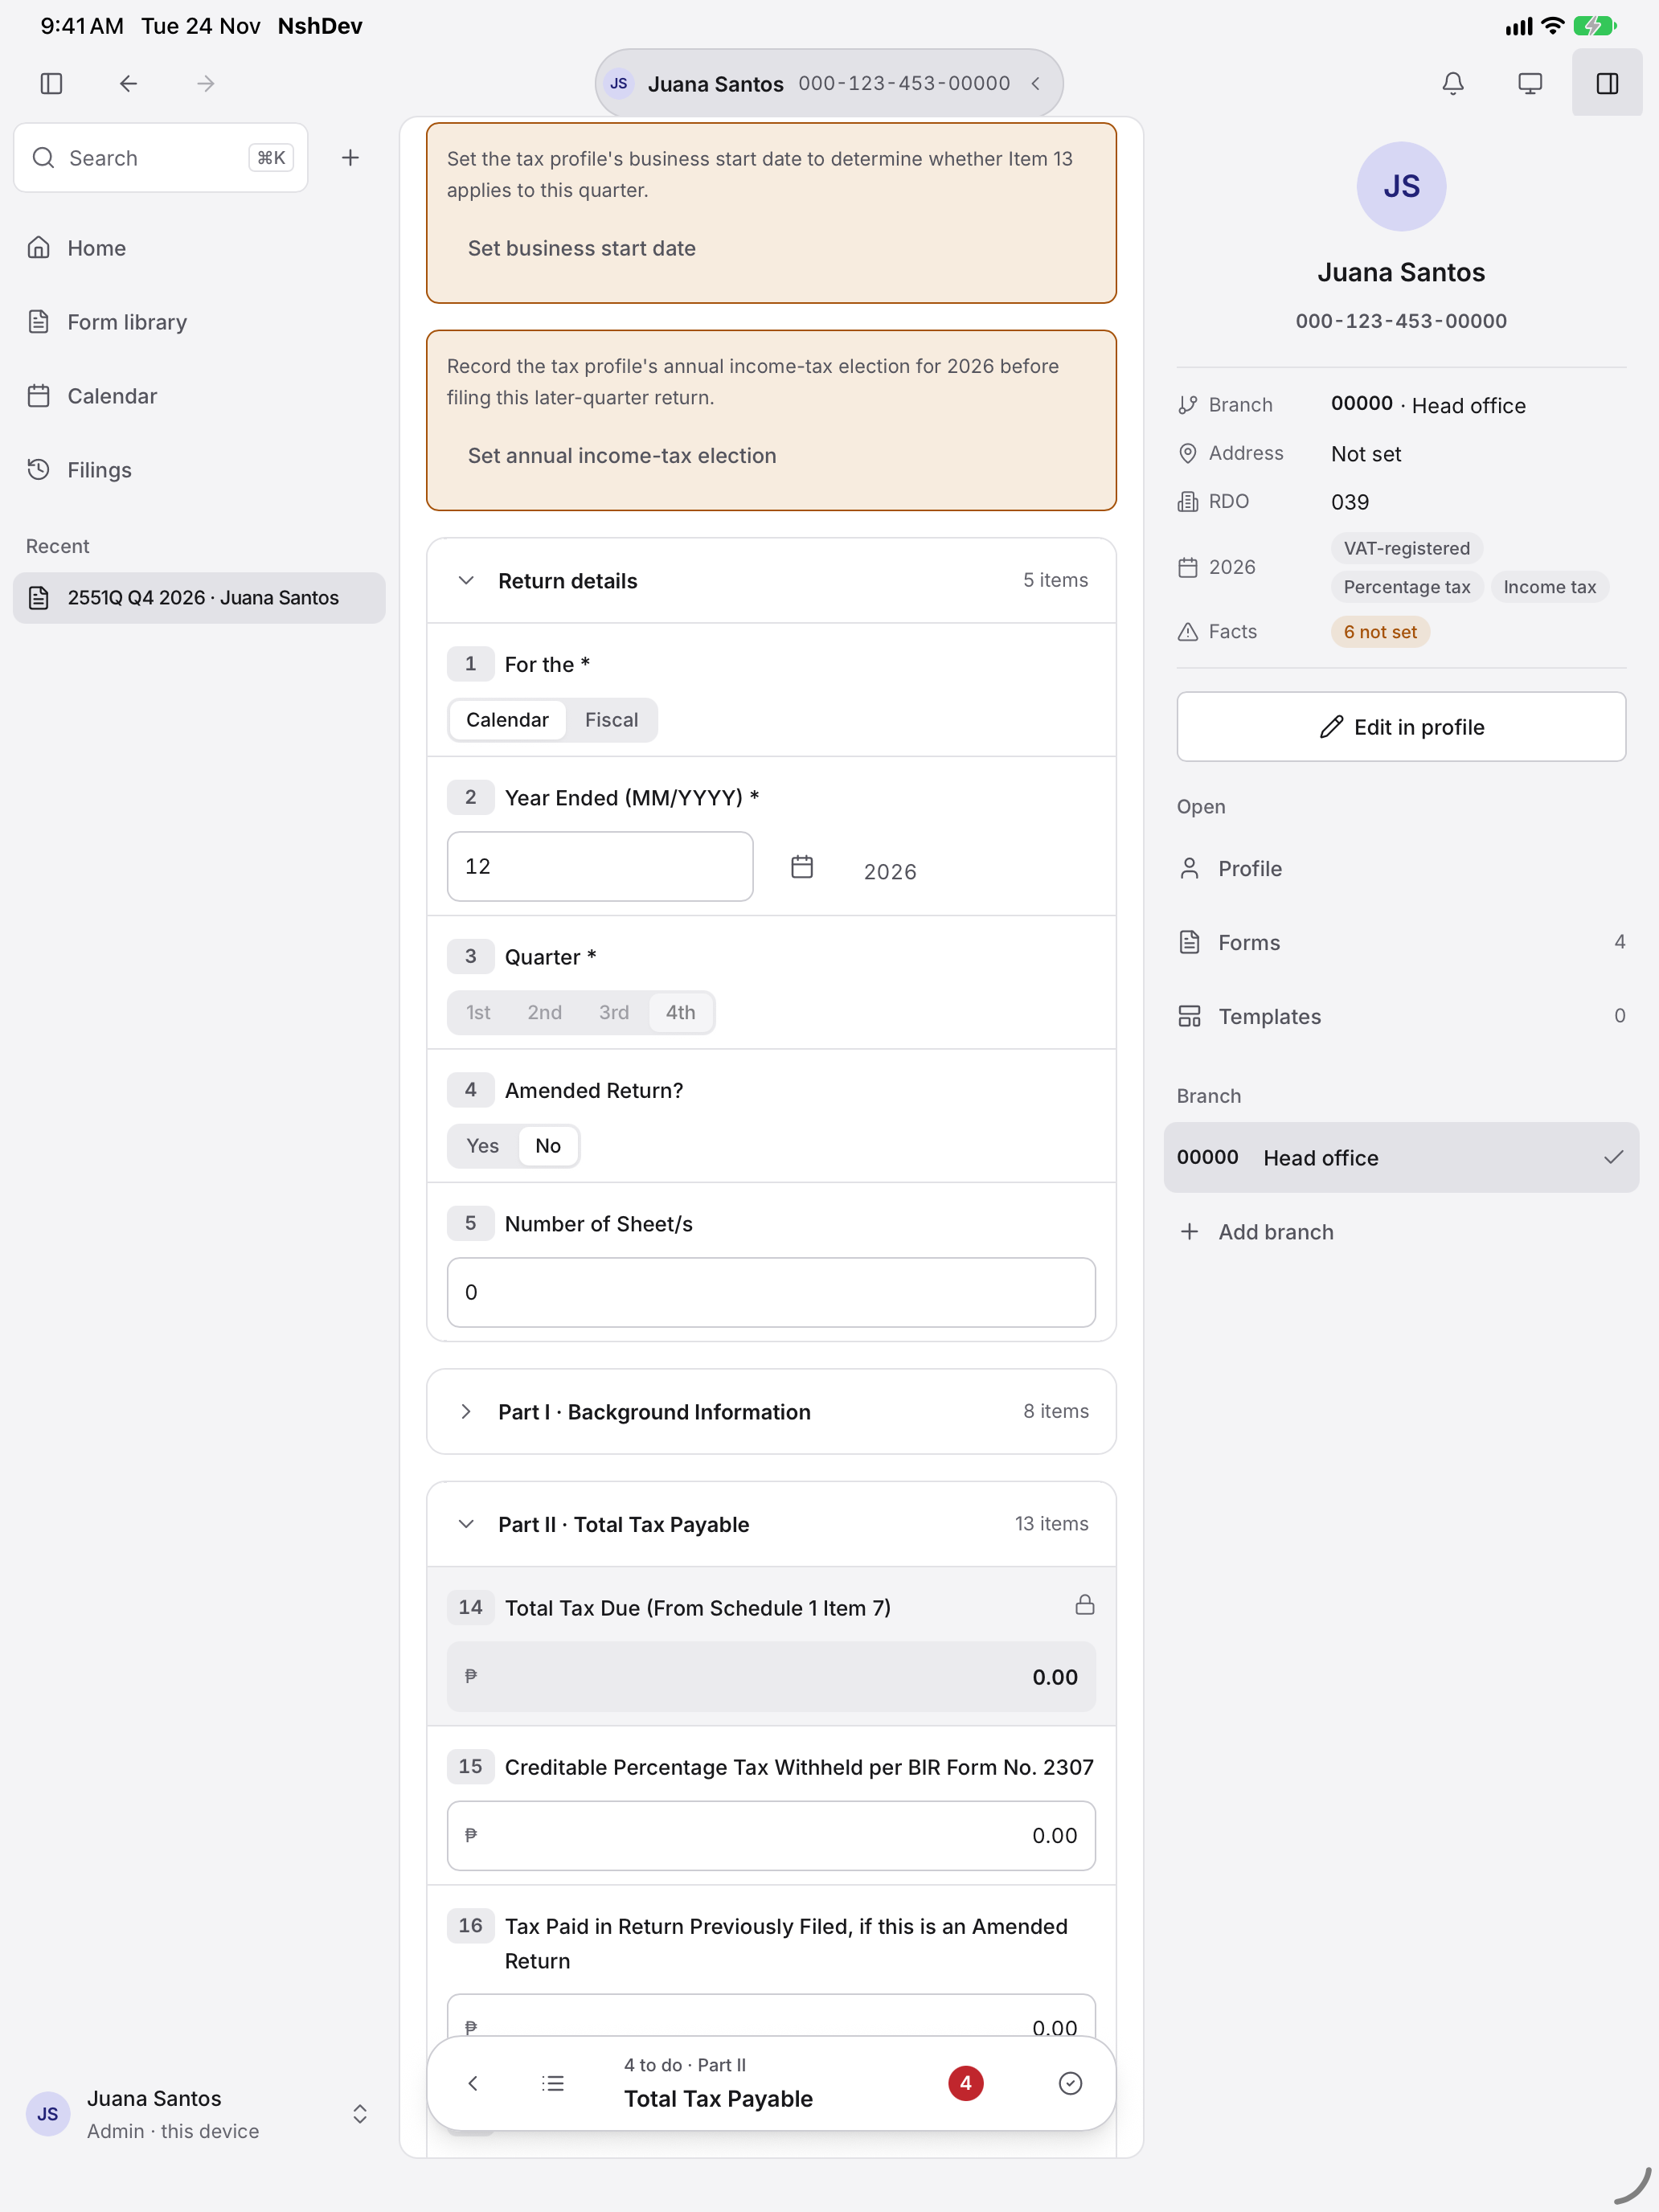 9:41 AM Tue 24 Nov NshDev
JS Juana Santos 000-123-453-00000
Search ⌘K
Home
Form library
Calendar
Filings
Recent
2551Q Q4 2026 · Juana Santos
JS Juana Santos
Admin · this device
Set the tax profile's business start date to determine whether Item 13
applies to this quarter.
Set business start date
Record the tax profile's annual income-tax election for 2026 before
filing this later-quarter return.
Set annual income-tax election
Return details 5 items
1 For the *
Calendar Fiscal
2 Year Ended (MM/YYYY) *
12 2026
3 Quarter *
1st 2nd 3rd 4th
4 Amended Return?
Yes No
5 Number of Sheet/s
0
Part I · Background Information 8 items
Part II · Total Tax Payable 13 items
14 Total Tax Due (From Schedule 1 Item 7)
₱ 0.00
15 Creditable Percentage Tax Withheld per BIR Form No. 2307
₱ 0.00
16 Tax Paid in Return Previously Filed, if this is an Amended
Return
₱ 0.00
4 to do · Part II
Total Tax Payable
4
JS
Juana Santos
000-123-453-00000
Branch 00000 · Head office
Address Not set
RDO 039
2026 VAT-registered
Percentage tax Income tax
Facts 6 not set
Edit in profile
Open
Profile
Forms 4
Templates 0
Branch
00000 Head office
Add branch